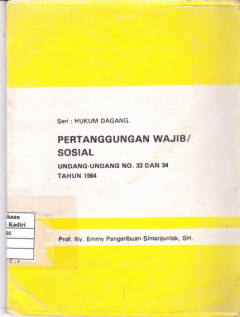 Seri : HUKUM DAGANG.
PERTANGGUNGAN WAJIB/
SOSIAL
UNDANG-UNDANG NO. 33 DAN 34
TAHUN 1964
Kadiri
Prof. Ny. Emmy Pangaribuan Simanjuntak, SH.